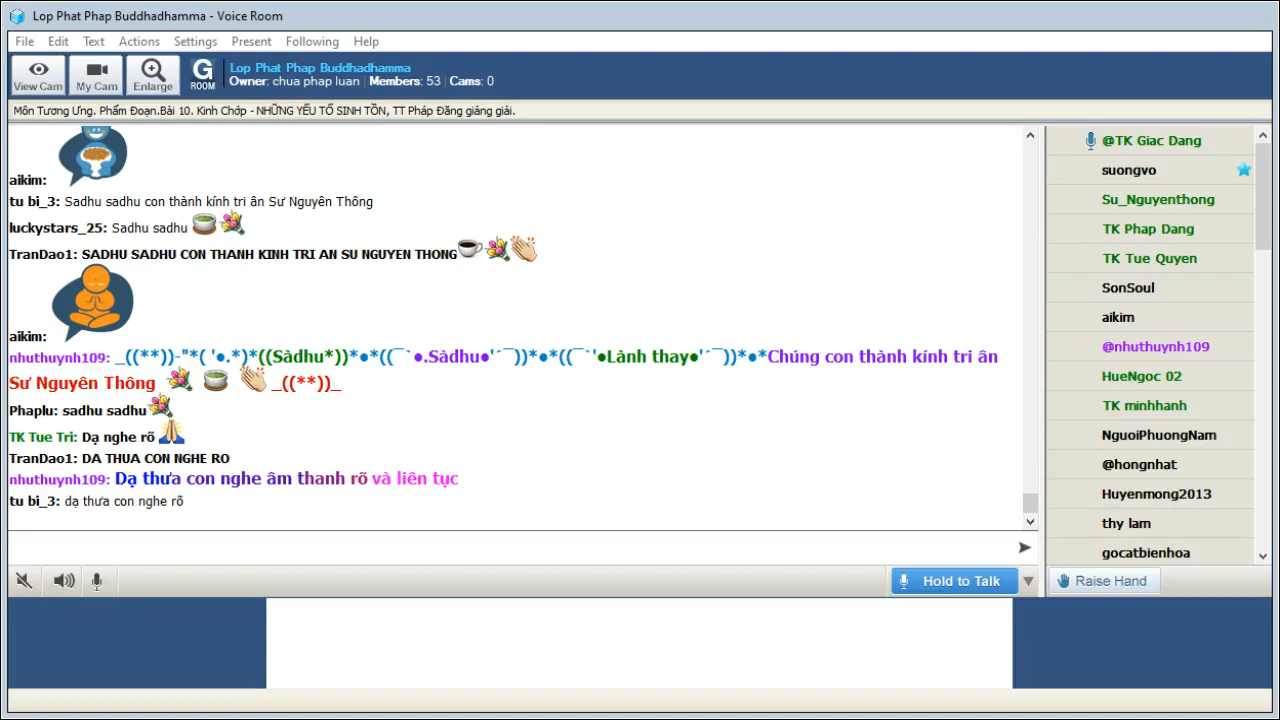 Lop Phat Phap Buddhadhamma - Voice Room
File Edit Text Actions Settings Present Following Help
View Cam My Cam Enlarge G ROOM
Lop Phat Phap Buddhadhamma
Owner: chua phap luan | Members: 53 | Cams: 0
Môn Tương Ưng. Phẩm Đoạn.Bài 10. Kinh Chớp - NHỮNG YẾU TỐ SINH TỒN, TT Pháp Đăng giảng giải.
aikim:
tu bi_3: Sadhu sadhu con thành kính tri ân Sư Nguyên Thông
luckystars_25: Sadhu sadhu
TranDao1: SADHU SADHU CON THANH KINH TRI AN SU NGUYEN THONG
aikim:
nhuthuynh109: _((**))-"*( '●.*)*((Sàdhu*))*●*((¯`●.Sàdhu●'´¯))*●*((¯`'●Lành thay●'´¯))*●*Chúng con thành kính tri ân
Sư Nguyên Thông _((**))_
Phaplu: sadhu sadhu
TK Tue Tri: Dạ nghe rõ
TranDao1: DA THUA CON NGHE RO
nhuthuynh109: Dạ thưa con nghe âm thanh rõ và liên tục
tu bi_3: dạ thưa con nghe rõ
@TK Giac Dang
suongvo
Su_Nguyenthong
TK Phap Dang
TK Tue Quyen
SonSoul
aikim
@nhuthuynh109
HueNgoc 02
TK minhhanh
NguoiPhuongNam
@hongnhat
Huyenmong2013
thy lam
gocatbienhoa
Hold to Talk
Raise Hand